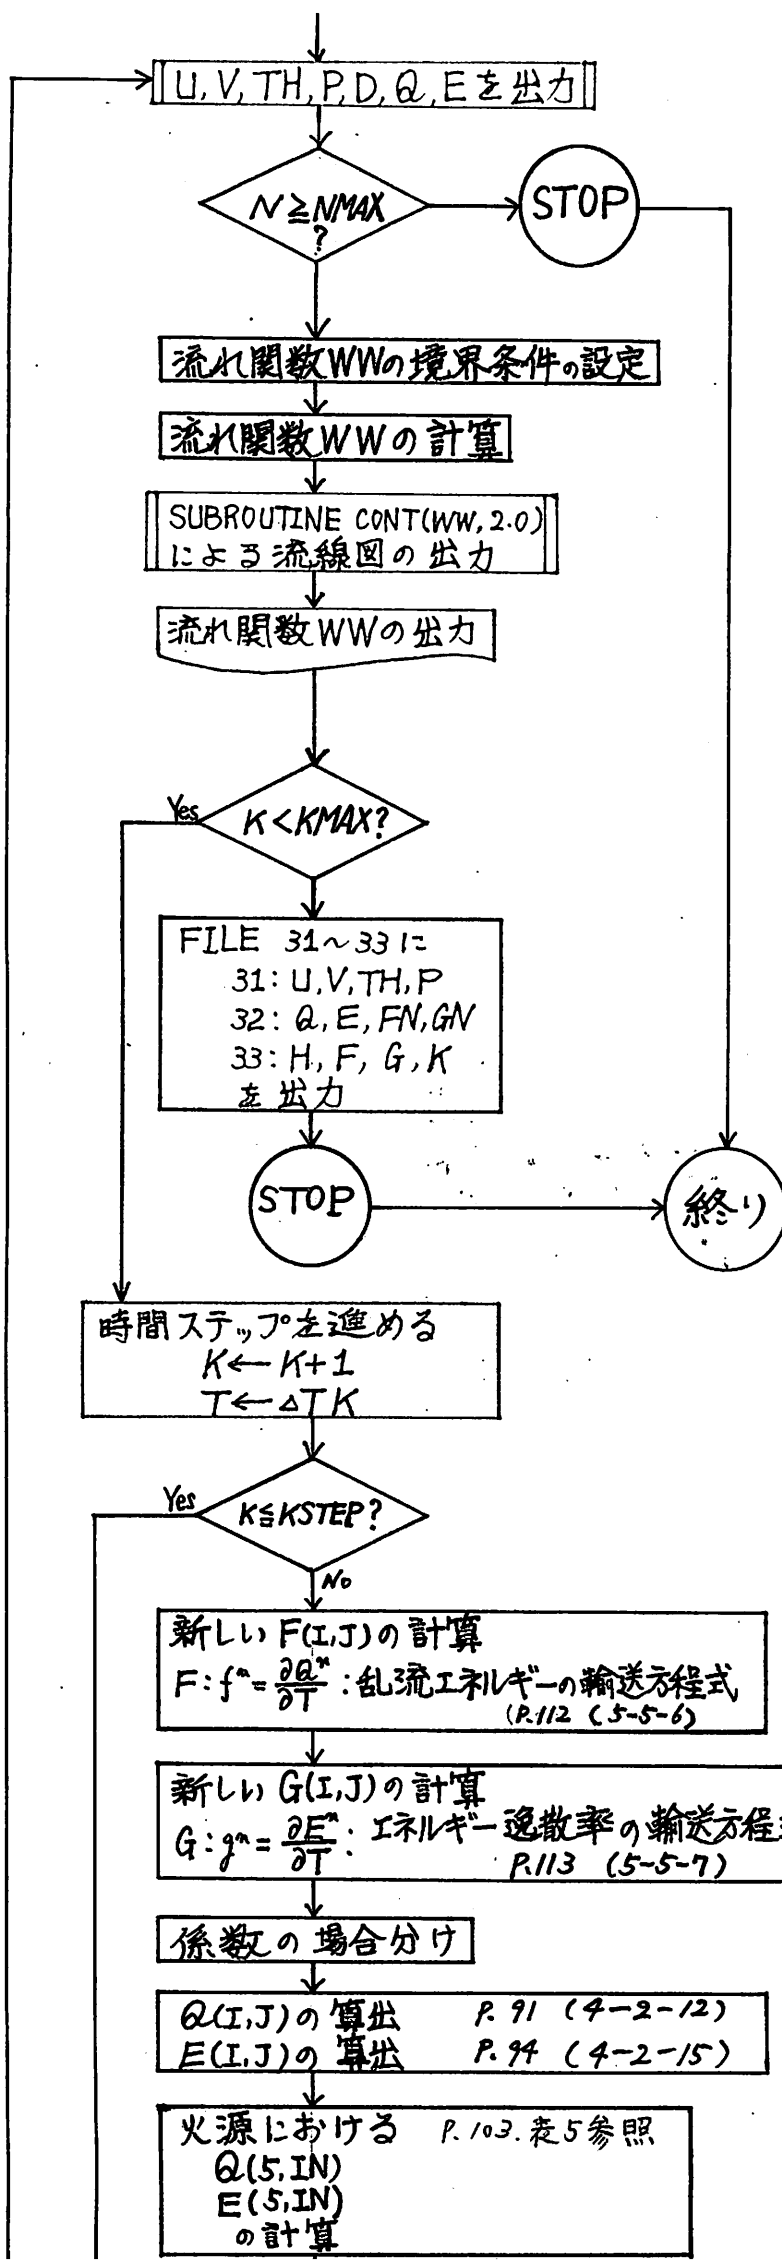 U, V, TH, P, D, Q, Eを出力
N≧NMAX
?
STOP
流れ関数WWの境界条件の設定
流れ関数WWの計算
SUBROUTINE CONT(WW, 2.0)
による流線図の出力
流れ関数WWの出力
Yes
K<KMAX?
FILE 31~33に
31: U, V, TH, P
32: Q, E, FN, GN
33: H, F, G, K
を出力
STOP
終り
時間ステップを進める
K←K+1
T←ΔTK
Yes
K≦KSTEP?
No
新しいF(I,J)の計算
F: fⁿ = ∂Qⁿ/∂T : 乱流エネルギーの輸送方程式
(P.112 (5-5-6)
新しいG(I,J)の計算
G: gⁿ = ∂Eⁿ/∂T : エネルギー逸散率の輸送方程
P.113 (5-5-7)
係数の場合分け
Q(I,J)の算出 P.91 (4-2-12)
E(I,J)の算出 P.94 (4-2-15)
火源における P.103.表5参照
Q(5,IN)
E(5,IN)
の計算